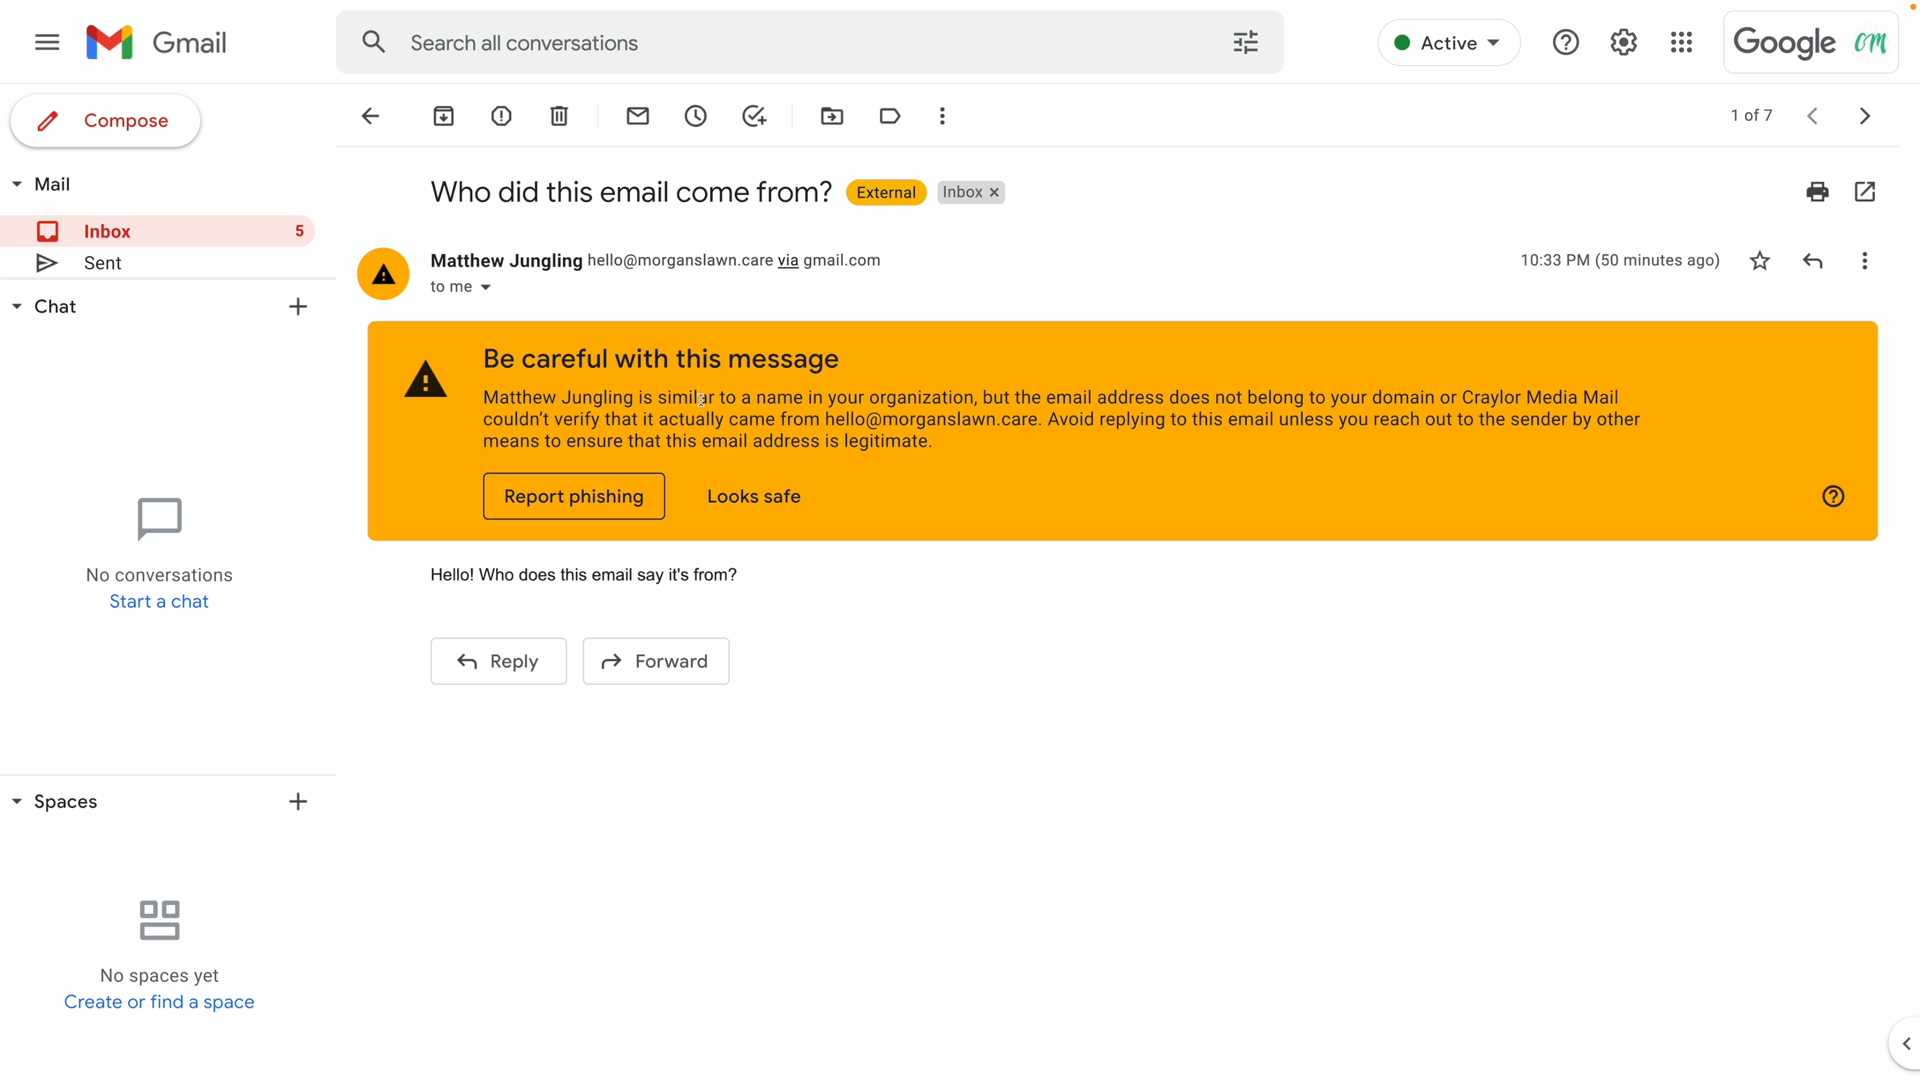 Gmail
Search all conversations
Active
Google
Compose
1 of 7
Mail
Who did this email come from?
External
Inbox
Inbox 5
Matthew Jungling hello@morganslawn.care via gmail.com
10:33 PM (50 minutes ago)
Sent
to me
Chat
Be careful with this message
Matthew Jungling is similar to a name in your organization, but the email address does not belong to your domain or Craylor Media Mail
couldn't verify that it actually came from hello@morganslawn.care. Avoid replying to this email unless you reach out to the sender by other
means to ensure that this email address is legitimate.
Report phishing
Looks safe
No conversations
Start a chat
Hello! Who does this email say it's from?
Reply
Forward
Spaces
No spaces yet
Create or find a space